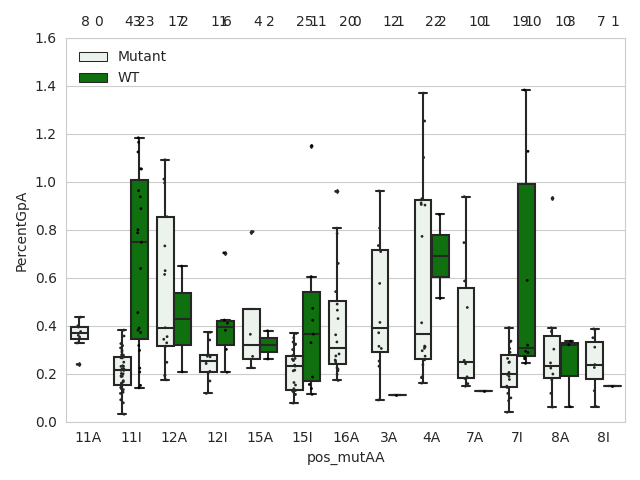 8 0 43 23 17 2 11 6 4 2 25 11 20 0 12 1 22 2 10 1 19 10 10 3 7 1
1.6
Mutant
WT
1.4
1.2
1.0
0.8
0.6
0.4
0.2
0.0
PercentGpA
11A 11I 12A 12I 15A 15I 16A 3A 4A 7A 7I 8A 8I
pos_mutAA